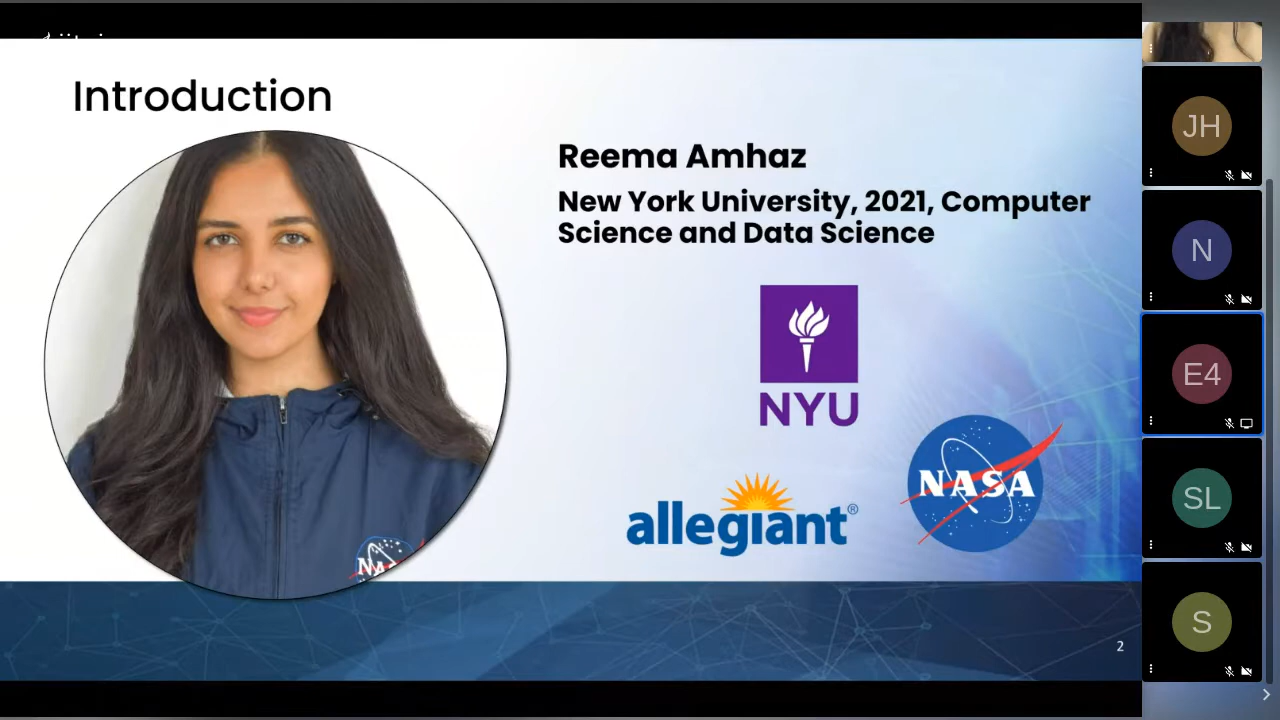 Introduction
Reema Amhaz
New York University, 2021, Computer
Science and Data Science
NYU
NASA
allegiant®
NA
2
JH
N
E4
SL
S